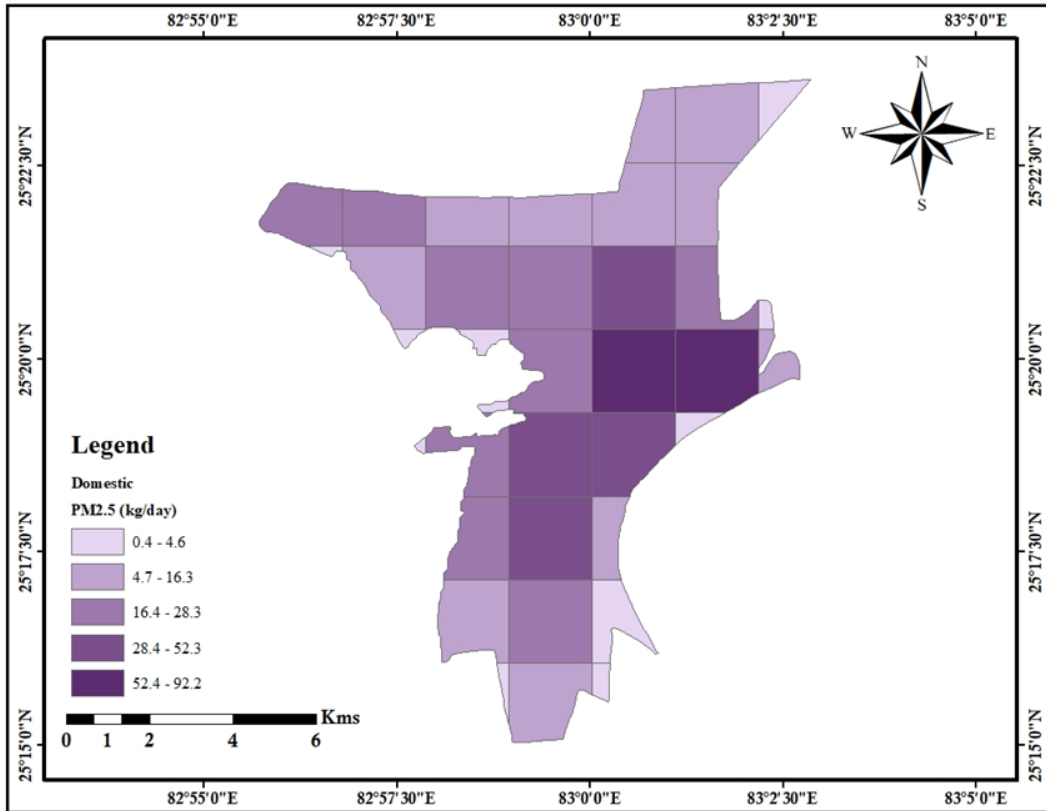 82°55'0"E 82°57'30"E 83°0'0"E 83°2'30"E 83°5'0"E
N
W E
S
25°22'30"N 25°22'30"N
25°20'0"N 25°20'0"N
25°17'30"N 25°17'30"N
25°15'0"N 25°15'0"N
Legend
Domestic
PM2.5 (kg/day)
0.4 - 4.6
4.7 - 16.3
16.4 - 28.3
28.4 - 52.3
52.4 - 92.2
Kms
0 1 2 4 6
82°55'0"E 82°57'30"E 83°0'0"E 83°2'30"E 83°5'0"E